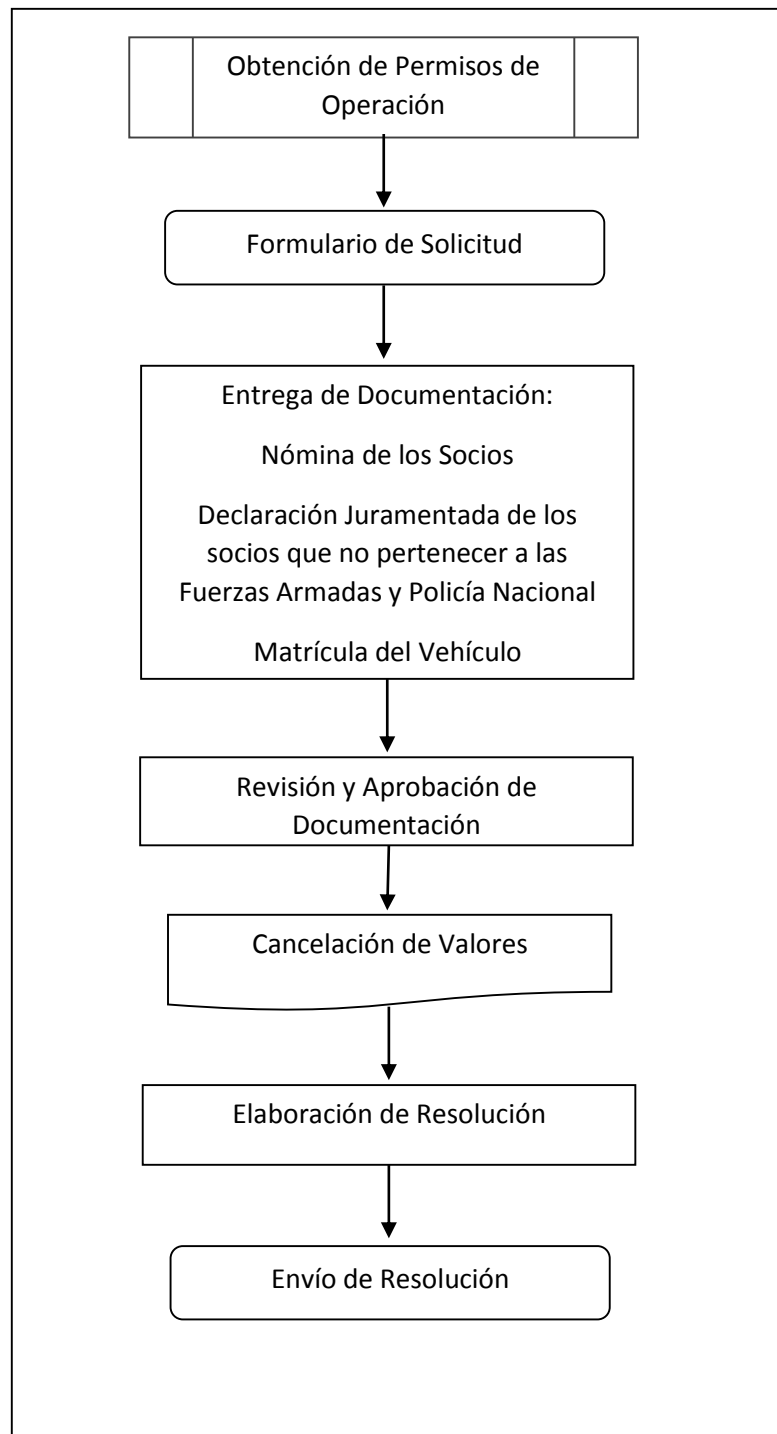 Obtención de Permisos de
Operación
Formulario de Solicitud
Entrega de Documentación:
Nómina de los Socios
Declaración Juramentada de los
socios que no pertenecer a las
Fuerzas Armadas y Policía Nacional
Matrícula del Vehículo
Revisión y Aprobación de
Documentación
Cancelación de Valores
Elaboración de Resolución
Envío de Resolución